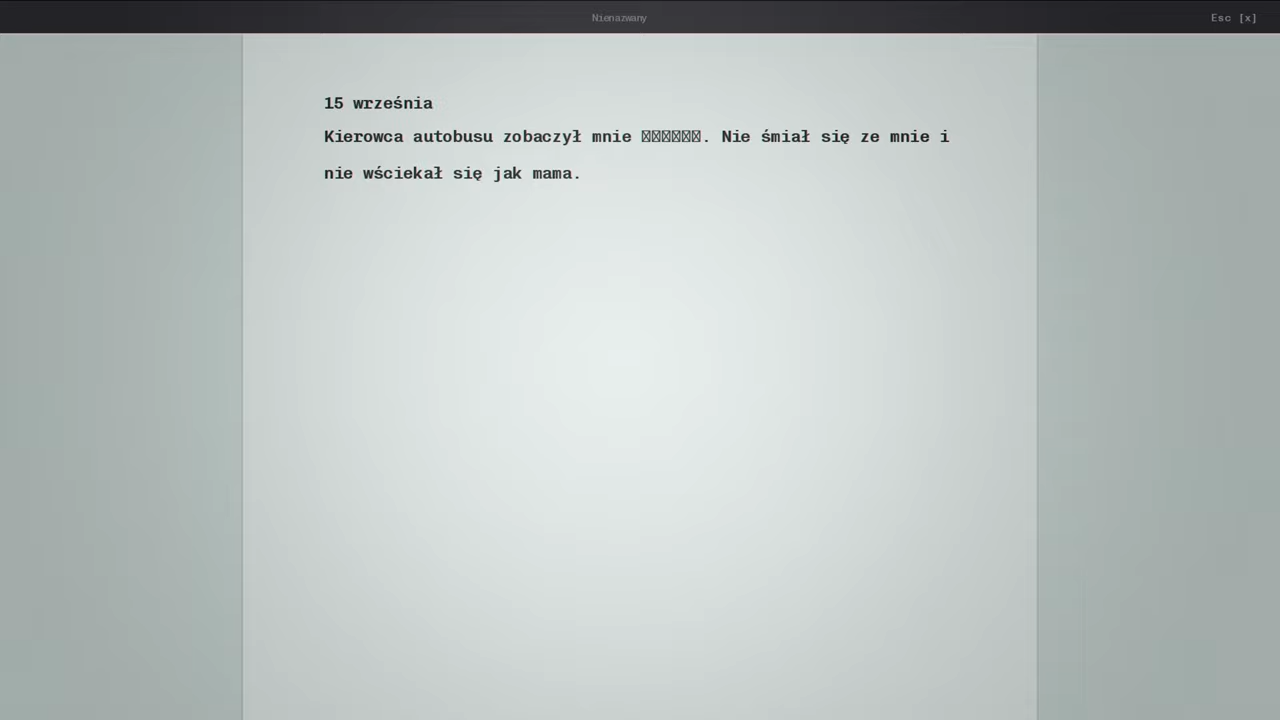 Nienazwany
Esc [x]
15 września
Kierowca autobusu zobaczył mnie ⌧⌧⌧⌧⌧⌧. Nie śmiał się ze mnie i
nie wściekał się jak mama.